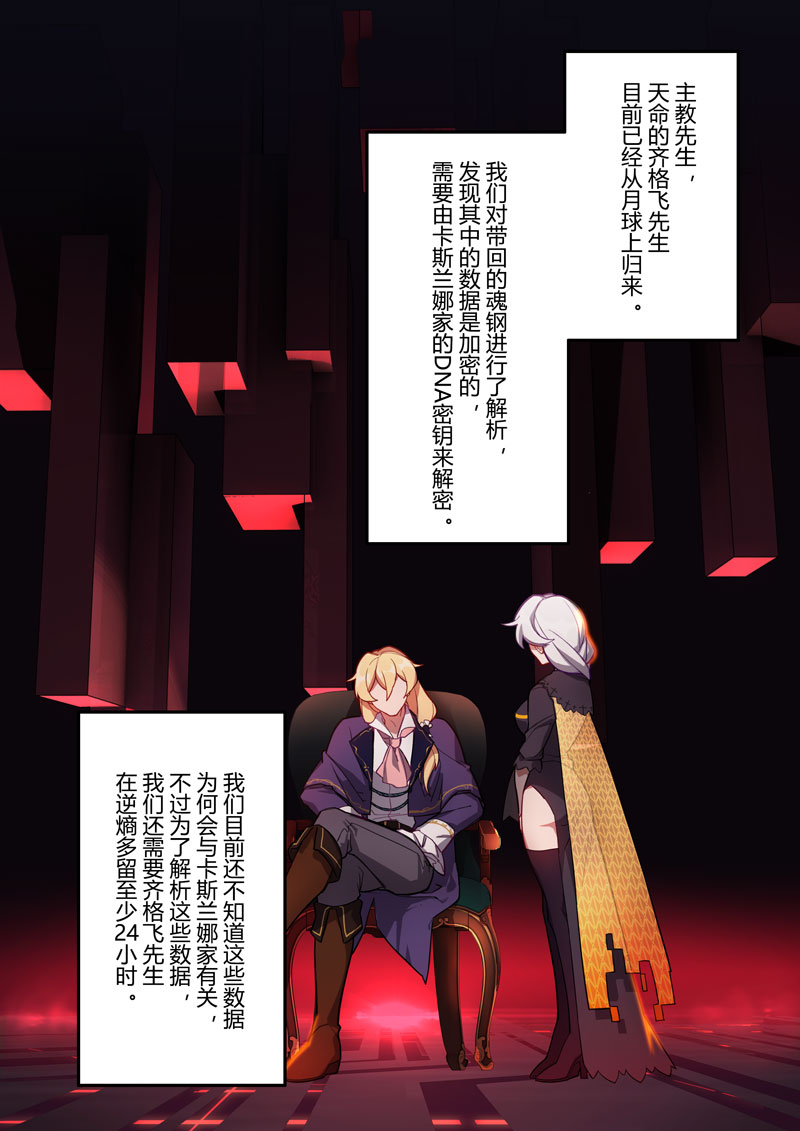 主教先生，
天命的齐格飞先生
目前已经从月球上归来。
我们对带回的魂钢进行了解析，
发现其中的数据是加密的，
需要由卡斯兰娜家的DNA密钥来解密。
我们目前还不知道这些数据
为何会与卡斯兰娜家有关，
不过为了解析这些数据，
我们还需要齐格飞先生
在逆熵多留至少24小时。